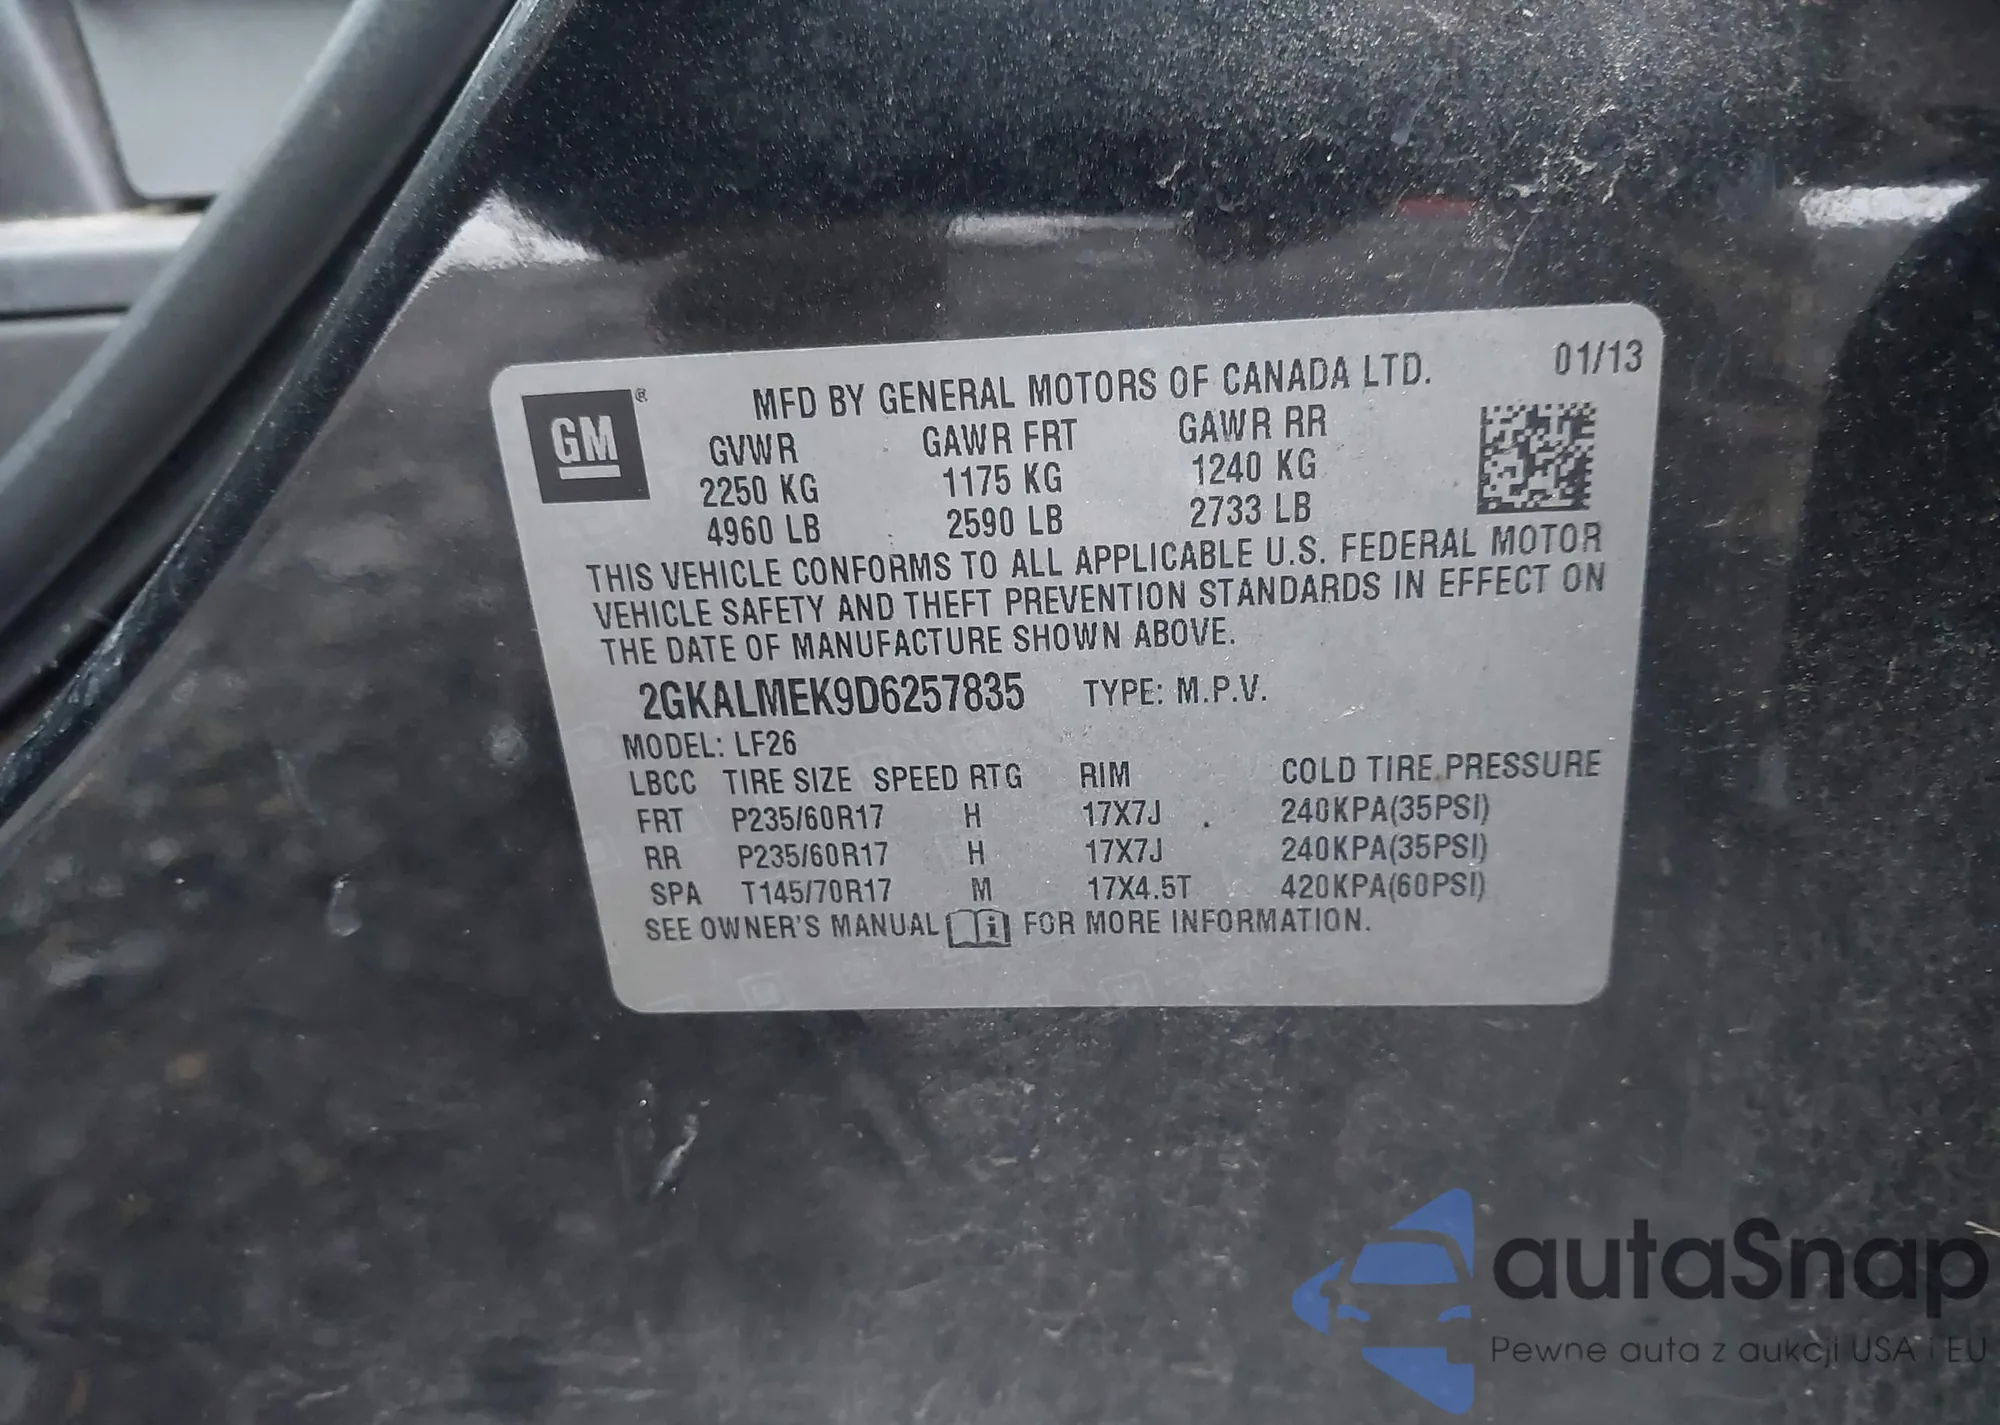 GM ® MFD BY GENERAL MOTORS OF CANADA LTD. 01/13
GVWR GAWR FRT GAWR RR
2250 KG 1175 KG 1240 KG
4960 LB 2590 LB 2733 LB
THIS VEHICLE CONFORMS TO ALL APPLICABLE U.S. FEDERAL MOTOR
VEHICLE SAFETY AND THEFT PREVENTION STANDARDS IN EFFECT ON
THE DATE OF MANUFACTURE SHOWN ABOVE.
2GKALMEK9D6257835 TYPE: M.P.V.
MODEL: LF26
LBCC TIRE SIZE SPEED RTG RIM COLD TIRE PRESSURE
FRT P235/60R17 H 17X7J 240KPA(35PSI)
RR P235/60R17 H 17X7J 240KPA(35PSI)
SPA T145/70R17 M 17X4.5T 420KPA(60PSI)
SEE OWNER'S MANUAL i FOR MORE INFORMATION.
autaSnap
Pewne auta z aukcji USA i EU